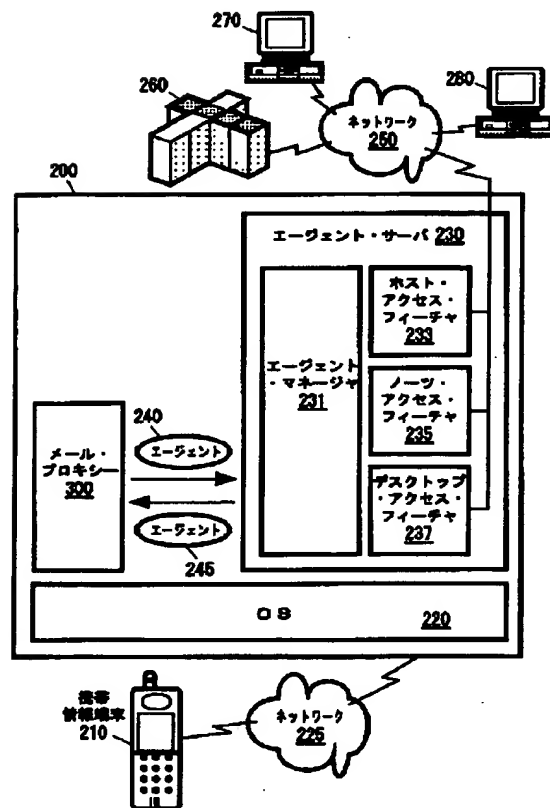 270
260
280
ネットワーク
250
200
エージェント・サーバ 230
ホスト・
アクセス・
フィーチャ
233
エージェント
・マネージャ
231
ノーツ・
アクセス・
フィーチャ
235
240
エージェント
メール・
プロキシー
300
デスクトップ
・アクセス・
フィーチャ
237
エージェント
245
OS
220
携帯
情報端末
210
ネットワーク
225